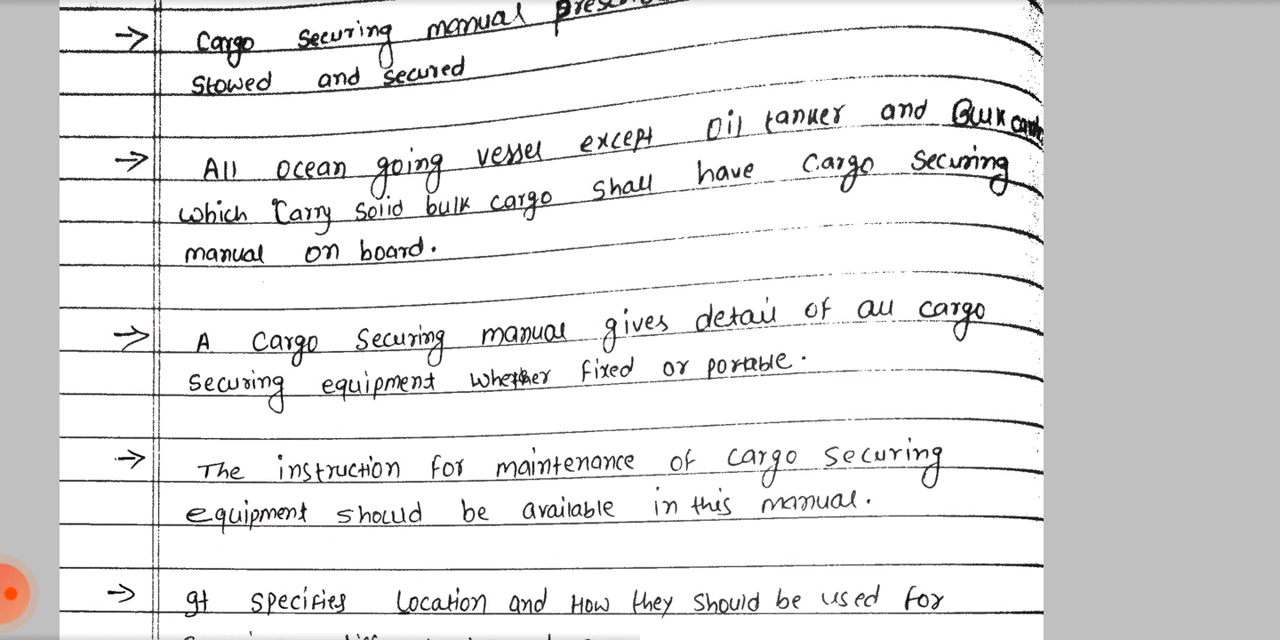 → Cargo securing manual
stowed and secured
→ All ocean going vessel except oil tanker and Bulk
which carry solid bulk cargo shall have cargo securing
manual on board.
→ A cargo securing manual gives detail of all cargo
securing equipment whether fixed or portable.
→ The instruction for maintenance of cargo securing
equipment should be available in this manual.
→ It specifies location and How they should be used for